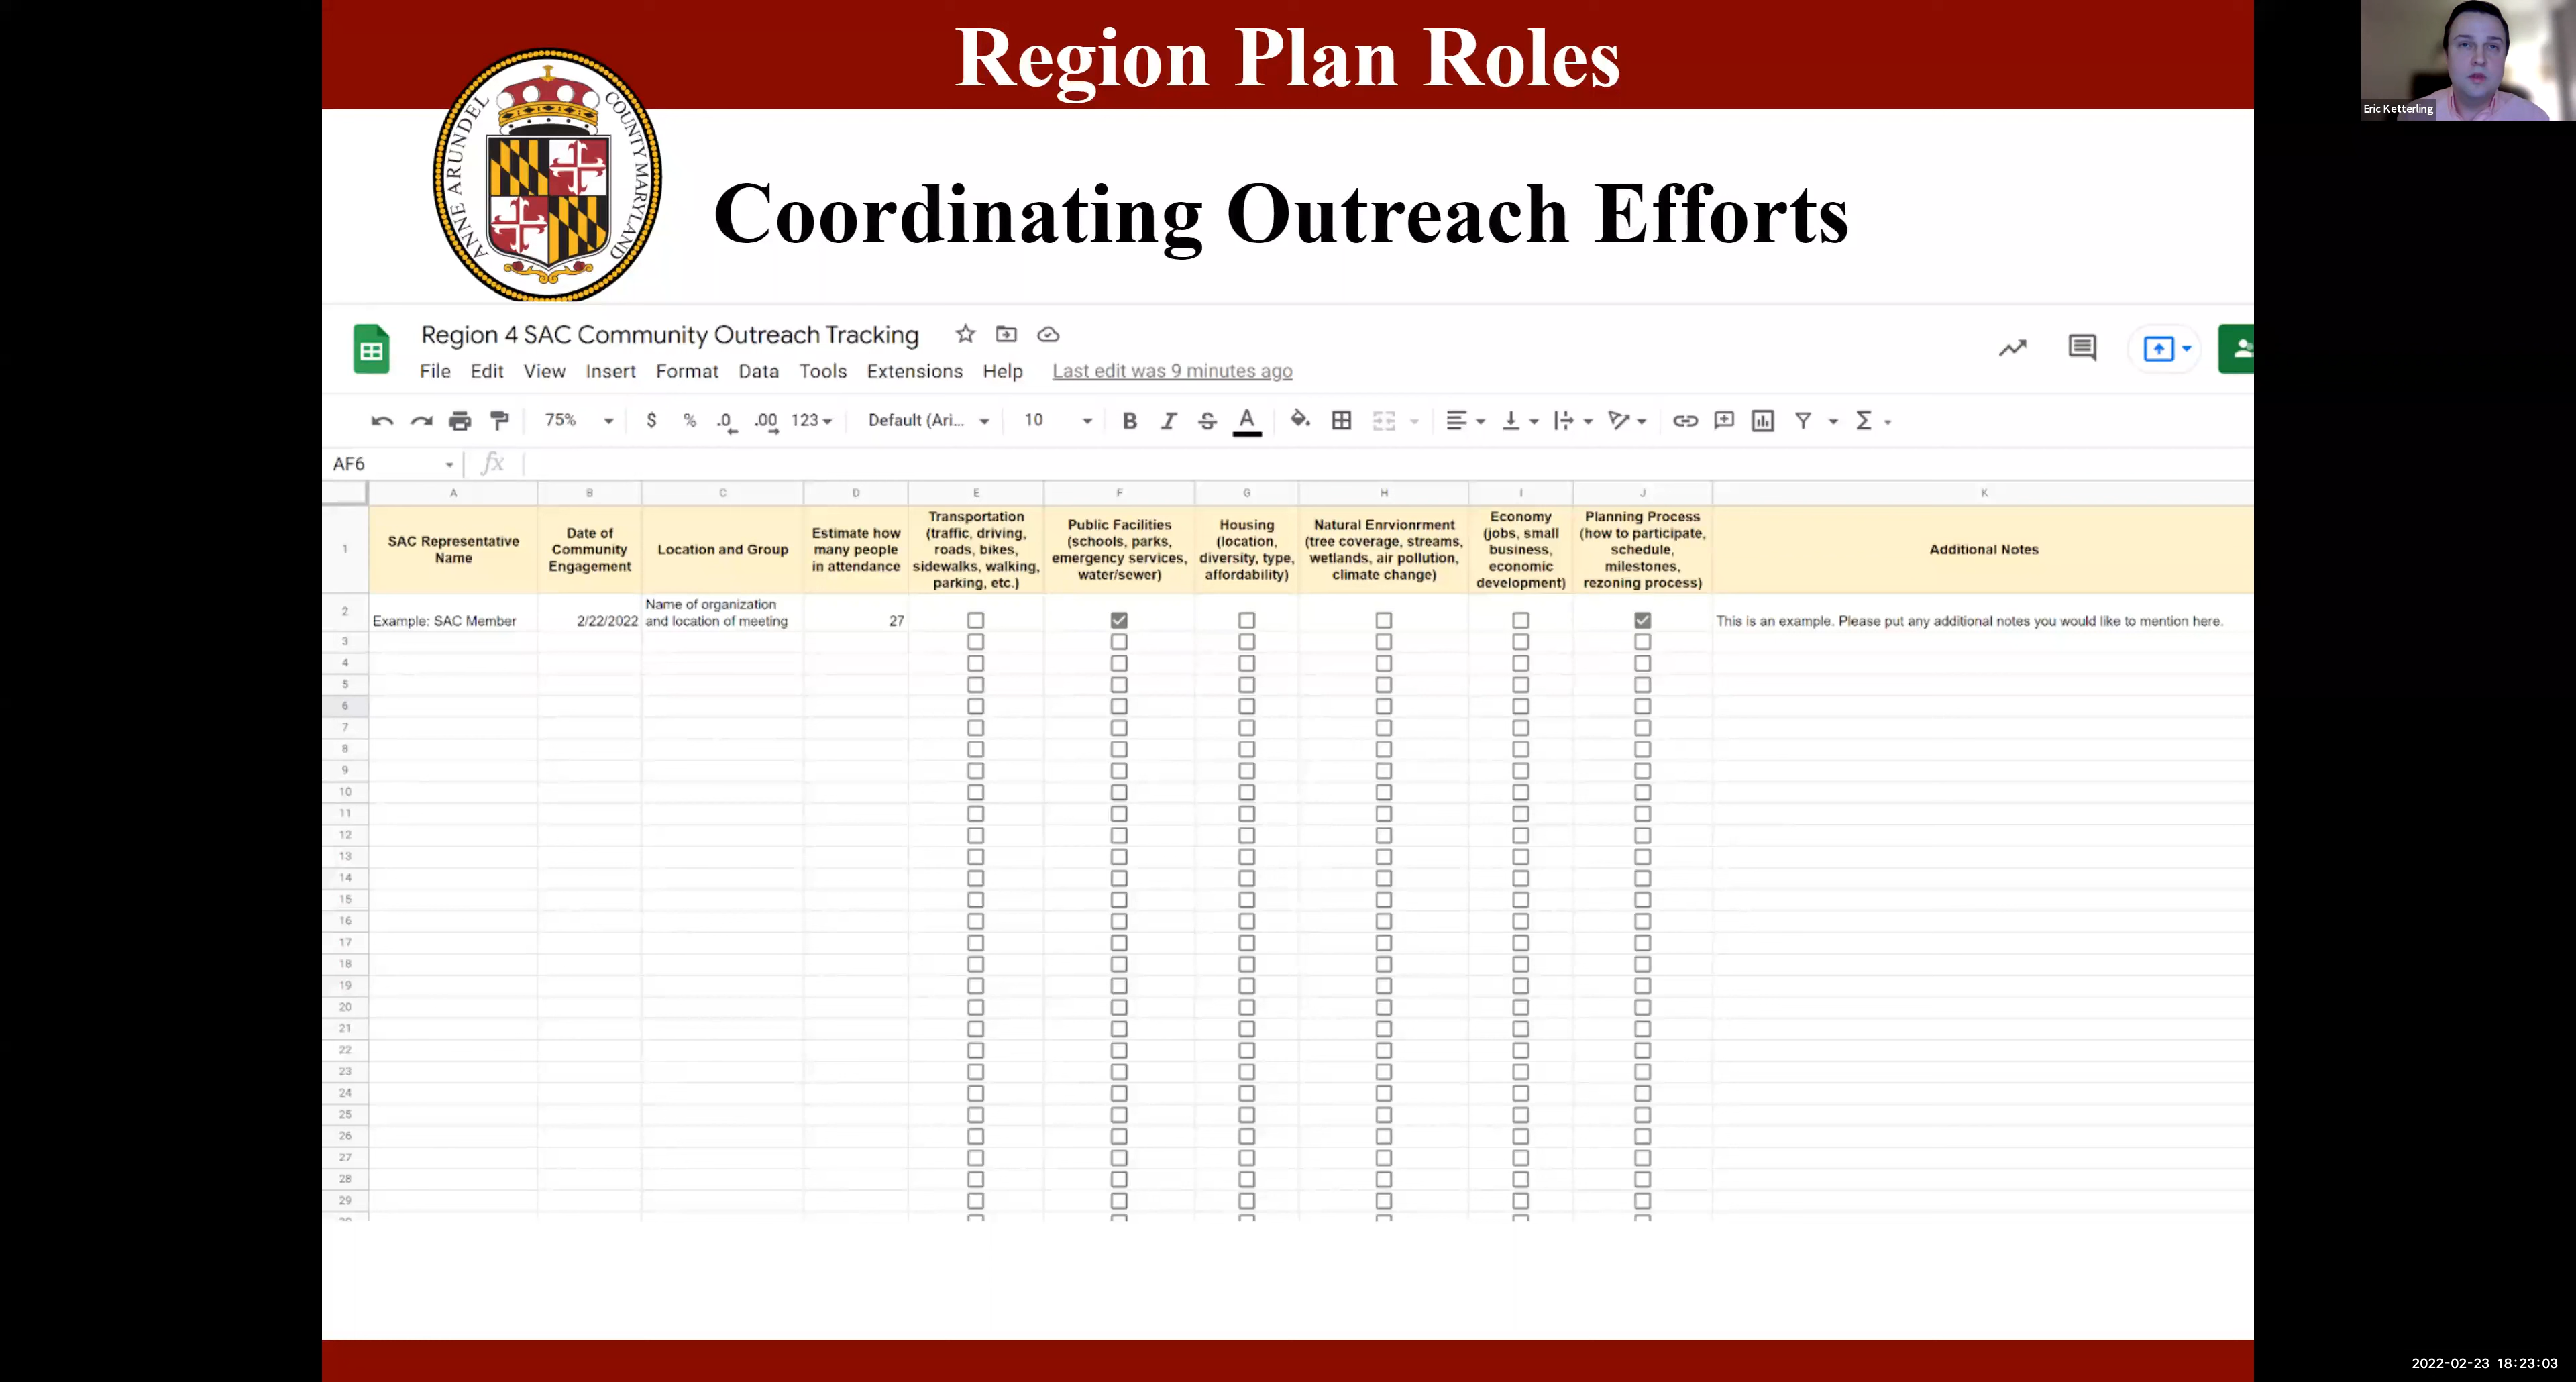 Region Plan Roles
Eric Ketterling
ANNE ARUNDEL COUNTY MARYLAND
Coordinating Outreach Efforts
Region 4 SAC Community Outreach Tracking
File Edit View Insert Format Data Tools Extensions Help Last edit was 9 minutes ago
75% $ % .0 .00 123 Default (Ari... 10 B I S A Σ
AF6 fx
A B C D E F G H I J K
1
SAC Representative
Name
Date of
Community
Engagement
Location and Group
Estimate how
many people
in attendance
Transportation
(traffic, driving,
roads, bikes,
sidewalks, walking,
parking, etc.)
Public Facilities
(schools, parks,
emergency services,
water/sewer)
Housing
(location,
diversity, type,
affordability)
Natural Enrvionrment
(tree coverage, streams,
wetlands, air pollution,
climate change)
Economy
(jobs, small
business,
economic
development)
Planning Process
(how to participate,
schedule,
milestones,
rezoning process)
Additional Notes
2
Example: SAC Member
2/22/2022
Name of organization
and location of meeting
27
This is an example. Please put any additional notes you would like to mention here.
3
4
5
6
7
8
9
10
11
12
13
14
15
16
17
18
19
20
21
22
23
24
25
26
27
28
29
2022-02-23 18:23:03